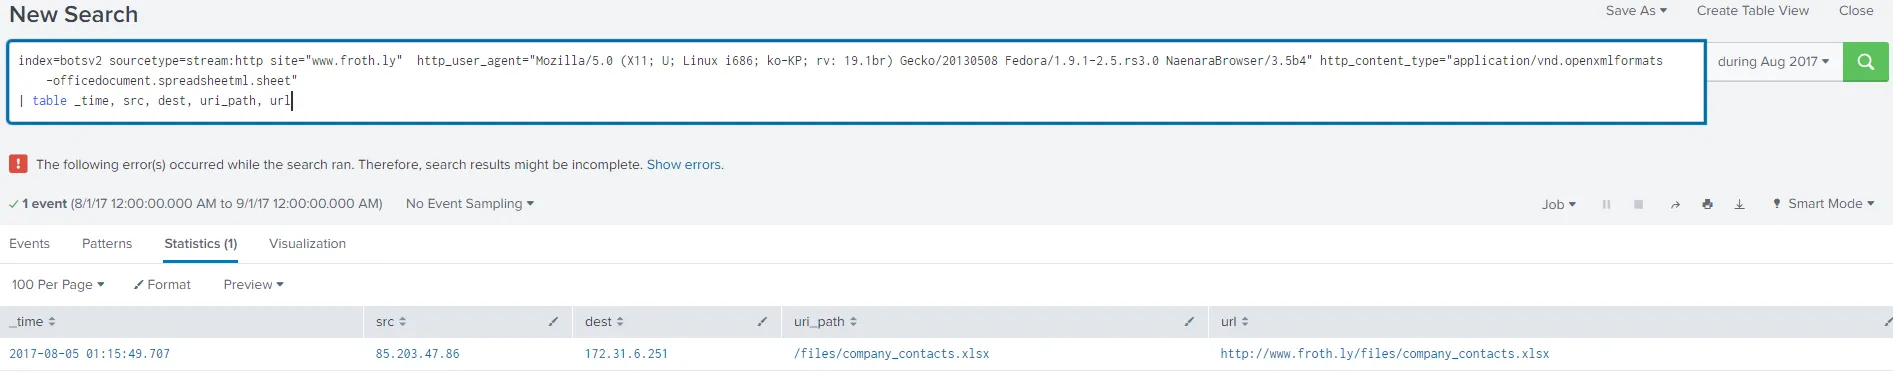 New Search
Save As Create Table View Close
index=botsv2 sourcetype=stream:http site="www.froth.ly"  http_user_agent="Mozilla/5.0 (X11; U; Linux i686; ko-KP; rv: 19.1br) Gecko/20130508 Fedora/1.9.1-2.5.rs3.0 NaenaraBrowser/3.5b4" http_content_type="application/vnd.openxmlformats
-officedocument.spreadsheetml.sheet"
| table _time, src, dest, uri_path, url
during Aug 2017
The following error(s) occurred while the search ran. Therefore, search results might be incomplete. Show errors.
1 event (8/1/17 12:00:00.000 AM to 9/1/17 12:00:00.000 AM) No Event Sampling Job Smart Mode
Events Patterns Statistics (1) Visualization
100 Per Page Format Preview
_time src dest uri_path url
2017-08-05 01:15:49.707 85.203.47.86 172.31.6.251 /files/company_contacts.xlsx http://www.froth.ly/files/company_contacts.xlsx